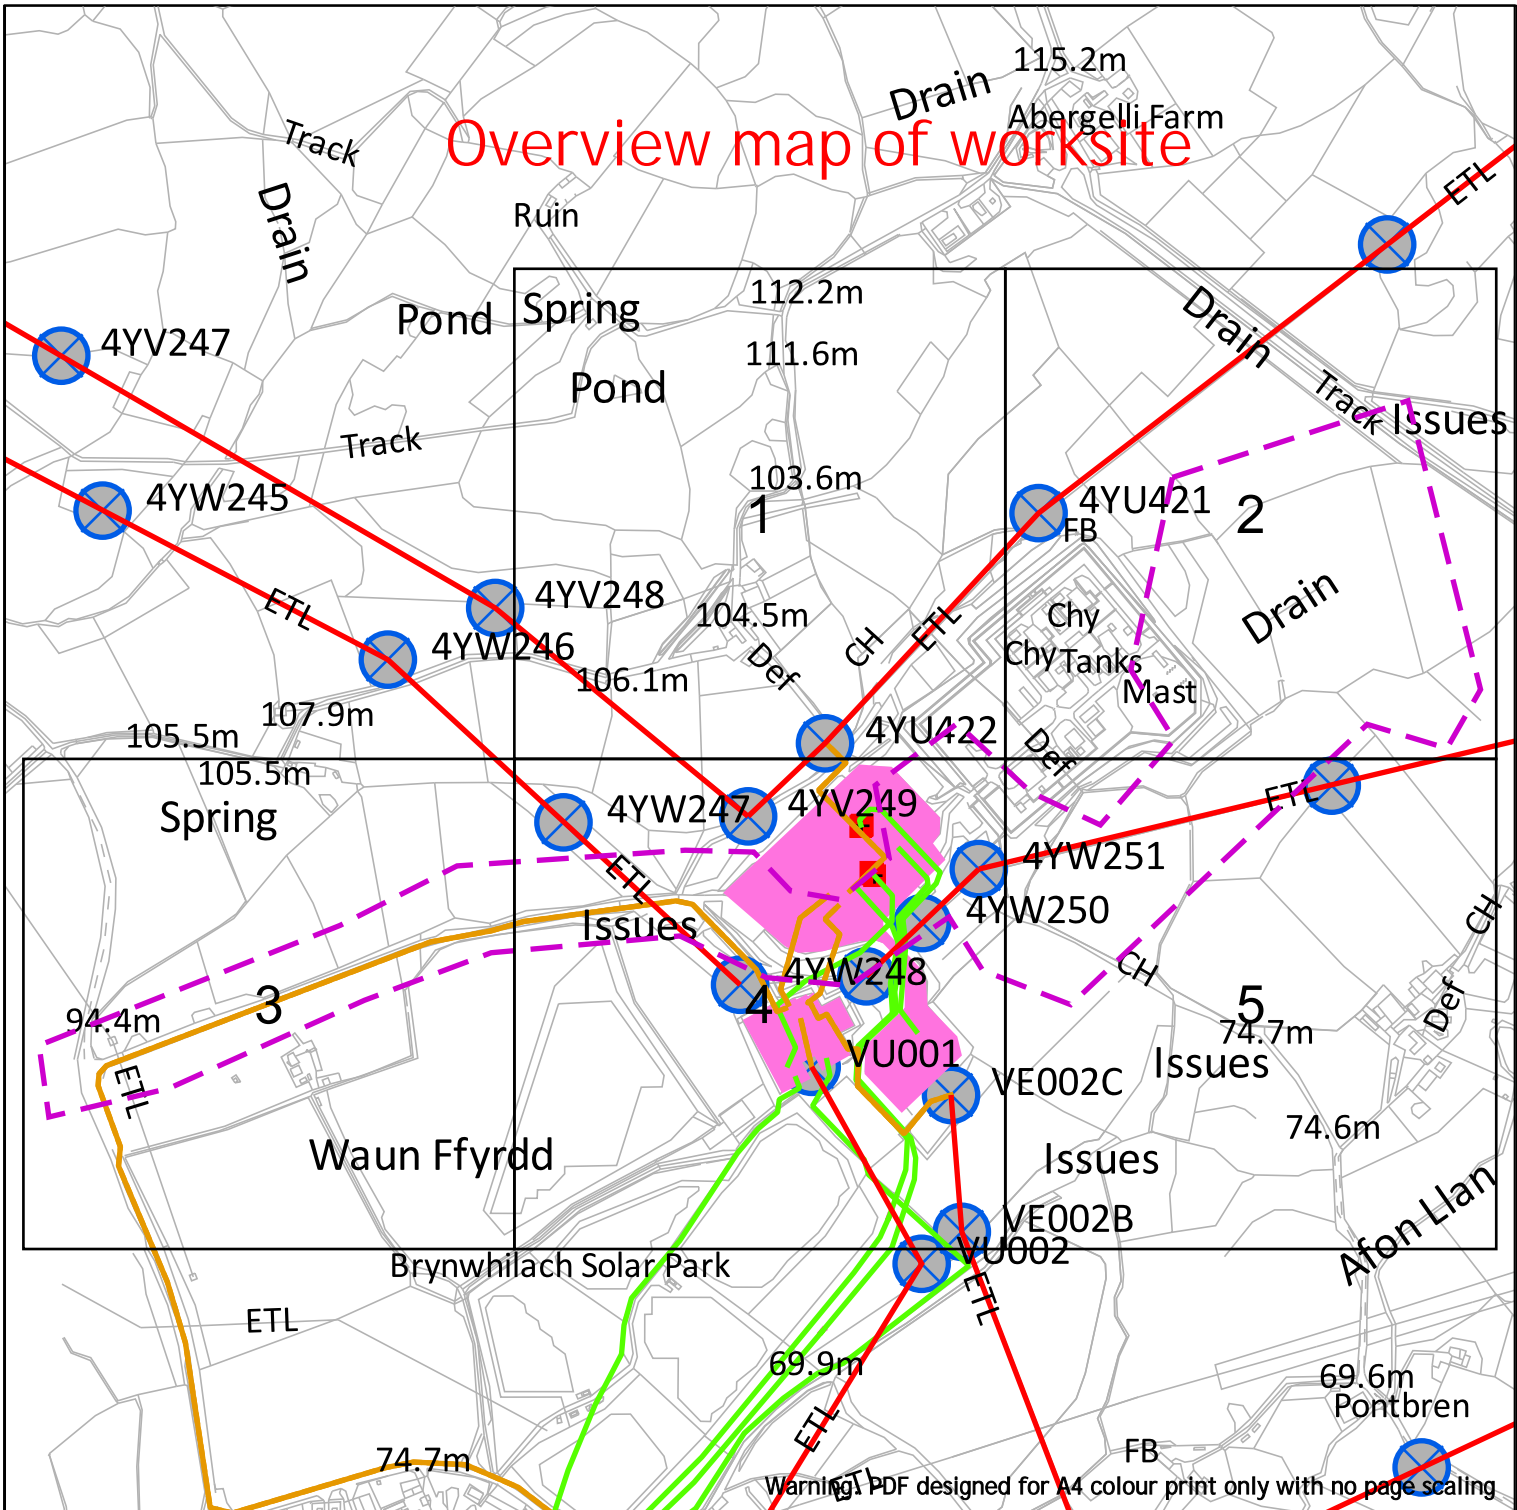 115.2m
Drain
Abergelli Farm
Overview map of worksite
Track
ETL
Drain
Ruin
112.2m
Spring
Pond
Drain
4YV247
111.6m
Pond
Track
Issues
Track
103.6m
4YW245
4YU421
1
2
FB
ETL
4YV248
Drain
104.5m
Chy
ETL
CH
4YW246
Chy
Tanks
Def
106.1m
Mast
107.9m
105.5m
4YU422
Def
105.5m
Spring
4YW247
4YV249
ETL
4YW251
ETL
4YW250
Issues
CH
4YW248
CH
3
4
5
94.4m
Def
74.7m
VU001
Issues
ETL
VE002C
74.6m
Waun Ffyrdd
Issues
VE002B
Afon Llan
VU002
Brynwhilach Solar Park
ETL
ETL
69.9m
69.6m
Pontbren
ETL
74.7m
FB
ETL
Warning: PDF designed for A4 colour print only with no page scaling